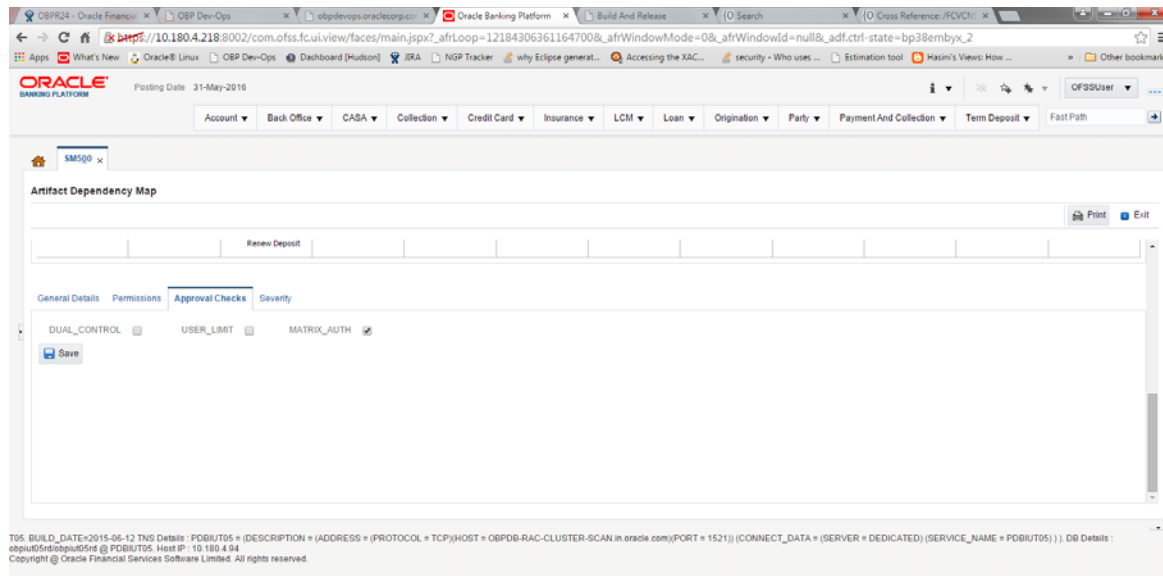 OBPR24 - Oracle Financia OBP Dev-Ops obpdevops.oraclecorp.co Oracle Banking Platform Build And Release {O Search {O Cross Reference: /FCVCN
https://10.180.4.218:8002/com.ofss.fc.ui.view/faces/main.jspx?_afrLoop=12184306361164700&_afrWindowMode=0&_afrWindowId=null&_adf.ctrl-state=bp38embyx_2
Apps What's New Oracle® Linux OBP Dev-Ops Dashboard [Hudson] JIRA NGP Tracker why Eclipse generat... Accessing the XAC... security - Who uses ... Estimation tool Hasini's Views: How ... » Other bookmark
ORACLE
BANKING PLATFORM
Posting Date 31-May-2016
OFSSUser
Account Back Office CASA Collection Credit Card Insurance LCM Loan Origination Party Payment And Collection Term Deposit Fast Path
SM500
Artifact Dependency Map
Print Exit
Renew Deposit
General Details Permissions Approval Checks Severity
DUAL_CONTROL USER_LIMIT MATRIX_AUTH
Save
T05. BUILD_DATE=2015-06-12 TNS Details : PDBIUT05 = (DESCRIPTION = (ADDRESS = (PROTOCOL = TCP)(HOST = OBPDB-RAC-CLUSTER-SCAN.in.oracle.com)(PORT = 1521)) (CONNECT_DATA = (SERVER = DEDICATED) (SERVICE_NAME = PDBIUT05) ) ). DB Details :
obpiut05rd/obpiut05rd @ PDBIUT05. Host IP : 10.180.4.94
Copyright @ Oracle Financial Services Software Limited. All rights reserved.